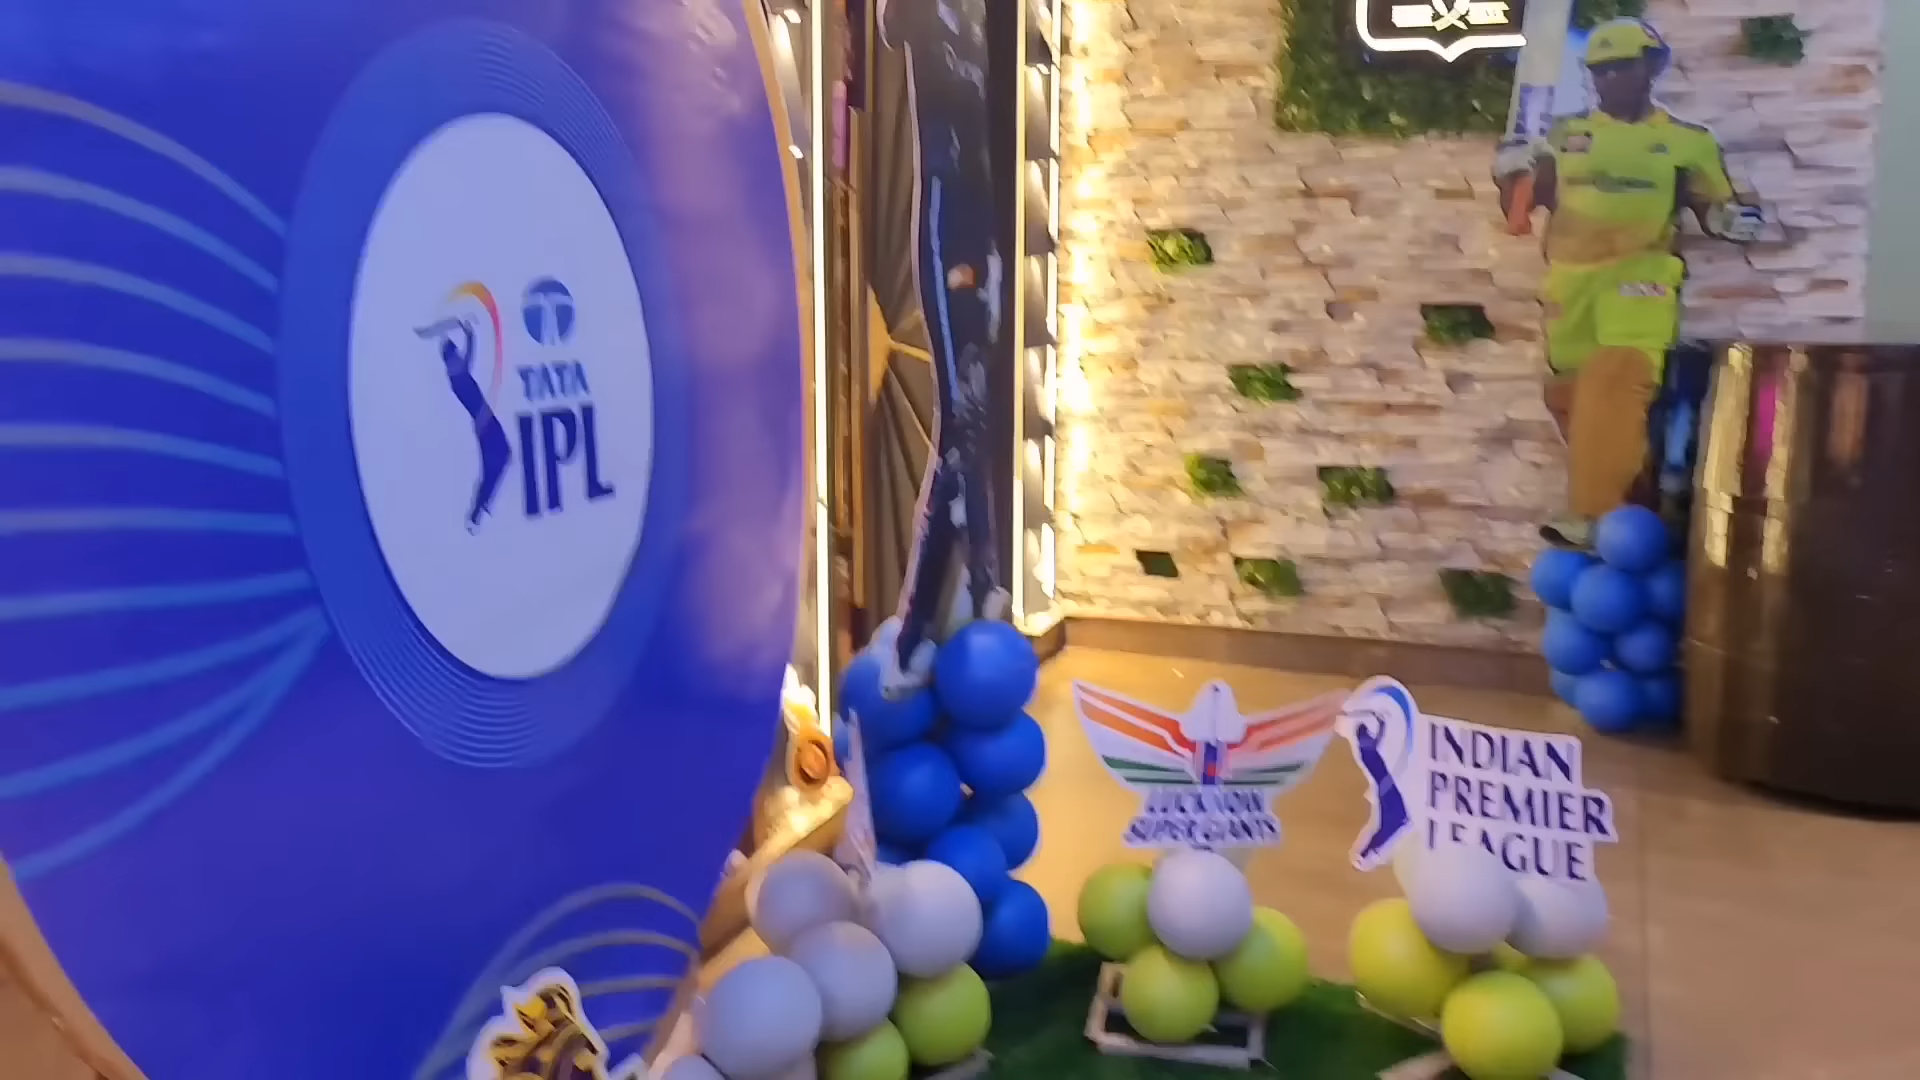 TATA
IPL
LUCKNOW
SUPER GIANTS
INDIAN
PREMIER
LEAGUE